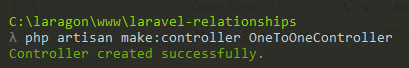 C:\laragon\www\laravel-relationships
λ php artisan make:controller OneToOneController
Controller created successfully.